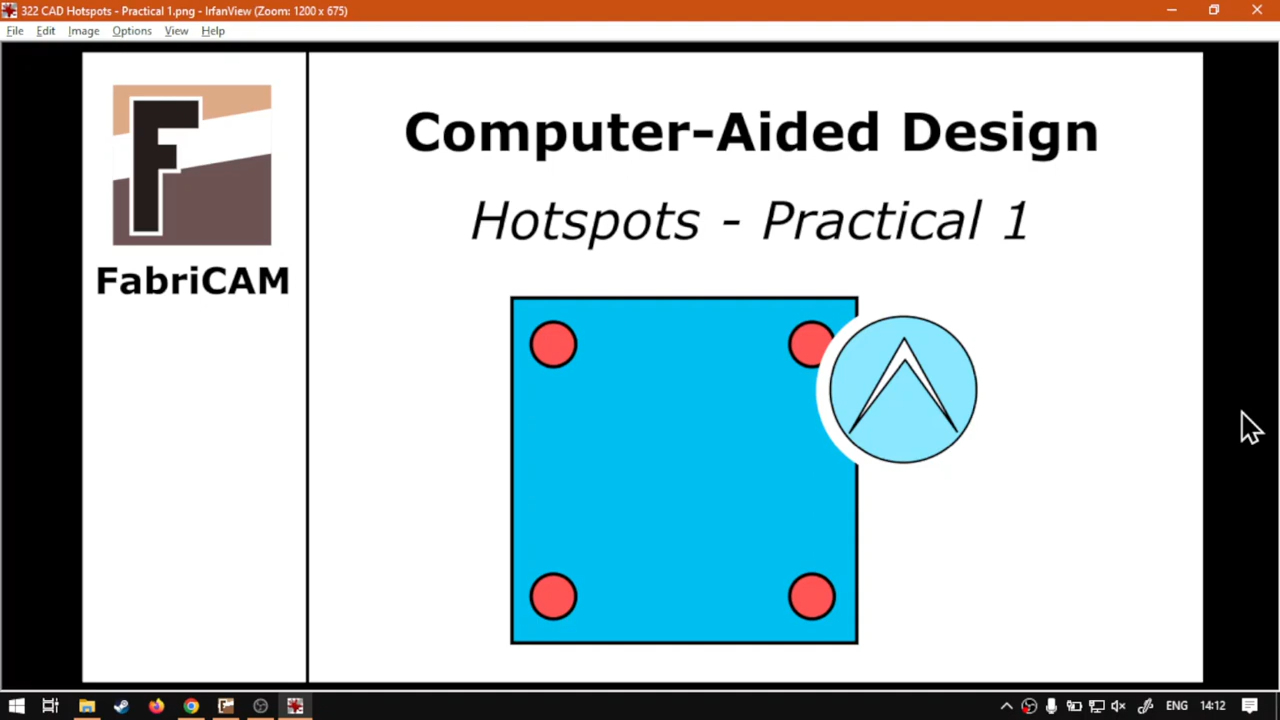 322 CAD Hotspots - Practical 1.png - IrfanView (Zoom: 1200 x 675)
File Edit Image Options View Help
F
FabriCAM
Computer-Aided Design
Hotspots - Practical 1
ENG 14:12